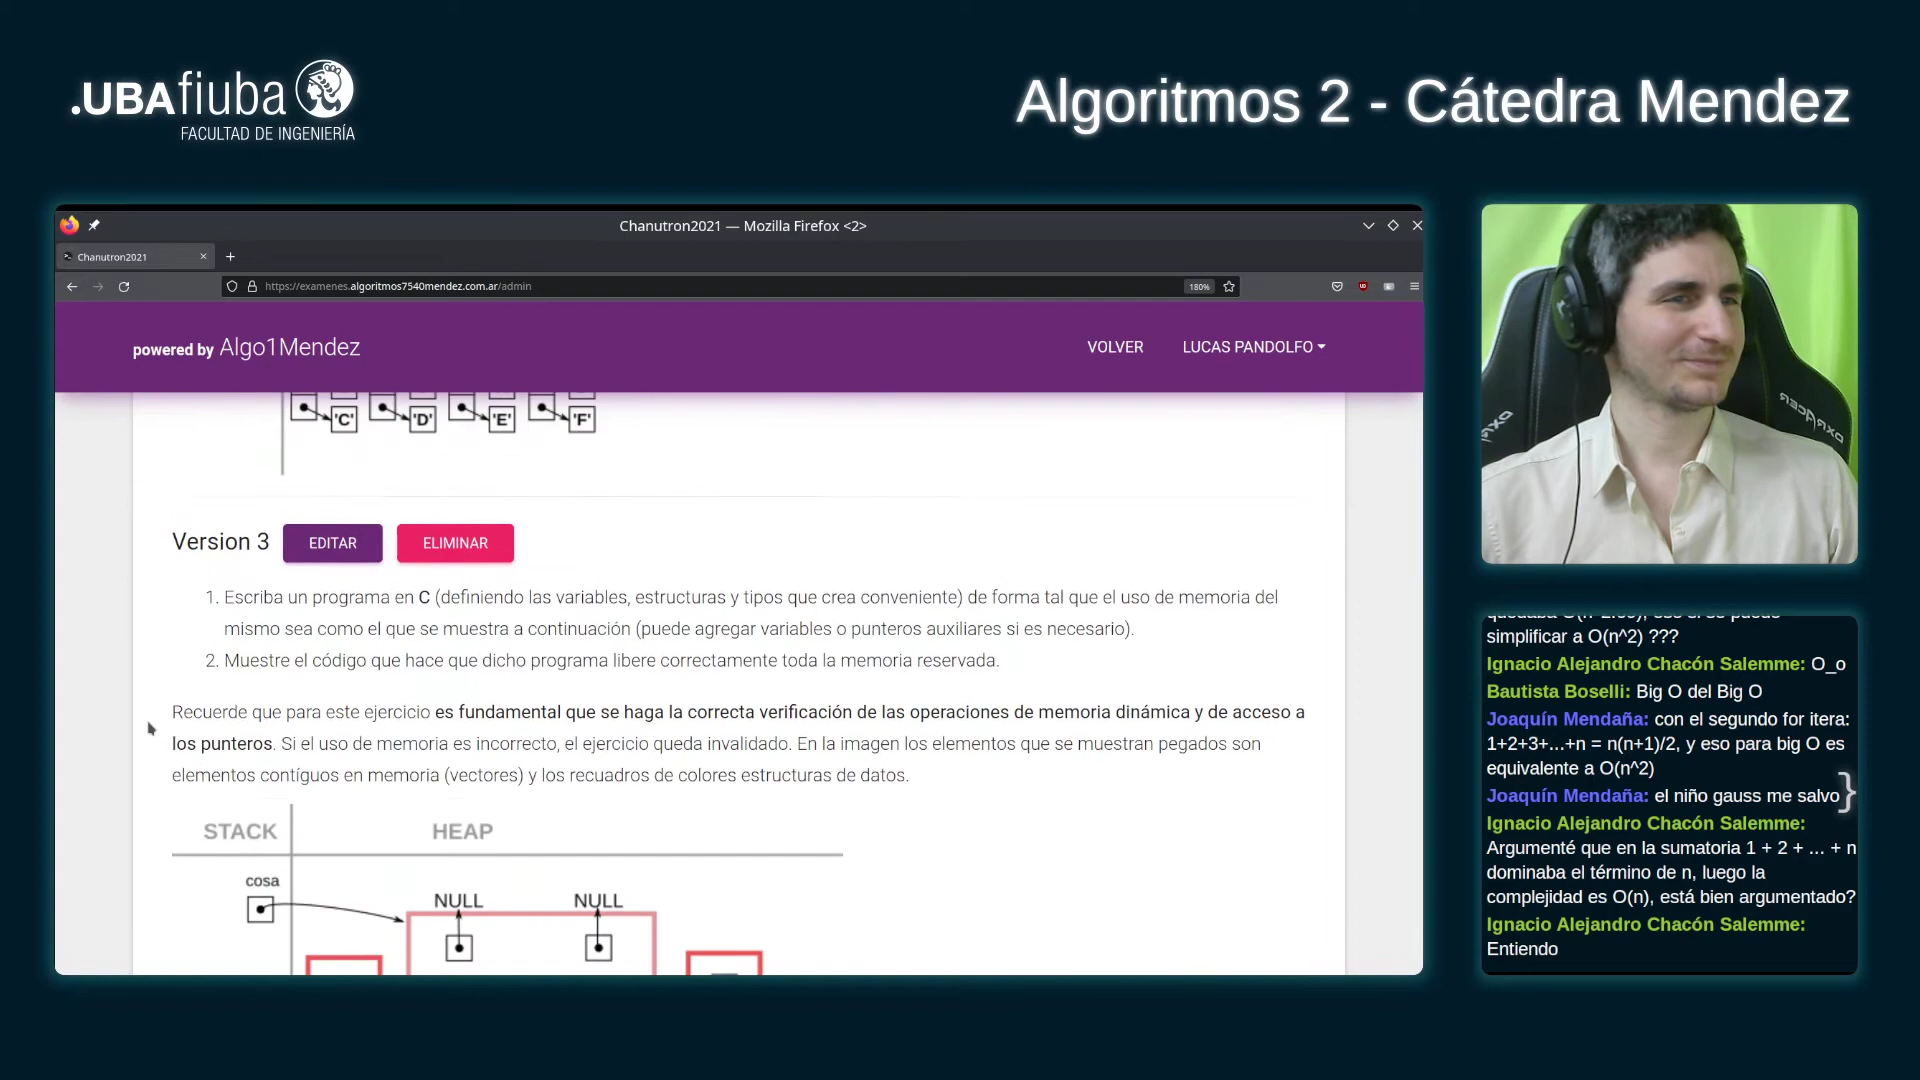 .UBAfiuba
FACULTAD DE INGENIERÍA
Algoritmos 2 - Cátedra Mendez
Chanutron2021 — Mozilla Firefox <2>
Chanutron2021
https://examenes.algoritmos7540mendez.com.ar/admin
180%
powered by Algo1Mendez
VOLVER
LUCAS PANDOLFO
'C' 'D' 'E' 'F'
Version 3
EDITAR
ELIMINAR
1. Escriba un programa en C (definiendo las variables, estructuras y tipos que crea conveniente) de forma tal que el uso de memoria del
mismo sea como el que se muestra a continuación (puede agregar variables o punteros auxiliares si es necesario).
2. Muestre el código que hace que dicho programa libere correctamente toda la memoria reservada.
Recuerde que para este ejercicio es fundamental que se haga la correcta verificación de las operaciones de memoria dinámica y de acceso a
los punteros. Si el uso de memoria es incorrecto, el ejercicio queda invalidado. En la imagen los elementos que se muestran pegados son
elementos contíguos en memoria (vectores) y los recuadros de colores estructuras de datos.
STACK
HEAP
cosa
NULL
NULL
DXRACER
simplificar a O(n^2) ???
Ignacio Alejandro Chacón Salemme: O_o
Bautista Boselli: Big O del Big O
Joaquín Mendaña: con el segundo for itera:
1+2+3+...+n = n(n+1)/2, y eso para big O es
equivalente a O(n^2)
Joaquín Mendaña: el niño gauss me salvo
}
Ignacio Alejandro Chacón Salemme:
Argumenté que en la sumatoria 1 + 2 + ... + n
dominaba el término de n, luego la
complejidad es O(n), está bien argumentado?
Ignacio Alejandro Chacón Salemme:
Entiendo